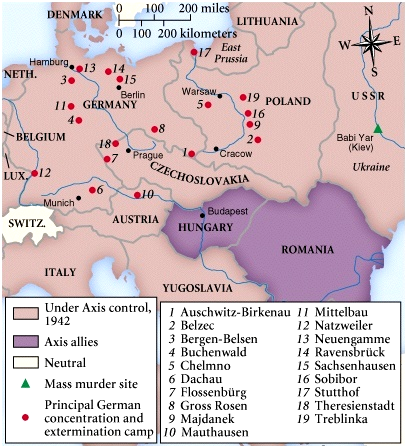 DENMARK
0 100 200 miles
0 100 200 kilometers
LITHUANIA
East
Prussia
N
W E
S
Hamburg
NETH.
Berlin
GERMANY
Warsaw
POLAND
USSR
Babi Yar
(Kiev)
Ukraine
BELGIUM
LUX.
Prague
Cracow
CZECHOSLOVAKIA
Munich
AUSTRIA
SWITZ.
Budapest
HUNGARY
ROMANIA
ITALY
YUGOSLAVIA
17
13
14
15
3
11
4
18
7
8
5
19
16
9
2
1
12
6
10
Under Axis control,
1942
Axis allies
Neutral
Mass murder site
Principal German
concentration and
extermination camp
1 Auschwitz-Birkenau
2 Belzec
3 Bergen-Belsen
4 Buchenwald
5 Chelmno
6 Dachau
7 Flossenbürg
8 Gross Rosen
9 Majdanek
10 Mauthausen
11 Mittelbau
12 Natzweiler
13 Neuengamme
14 Ravensbrück
15 Sachsenhausen
16 Sobibor
17 Stutthof
18 Theresienstadt
19 Treblinka